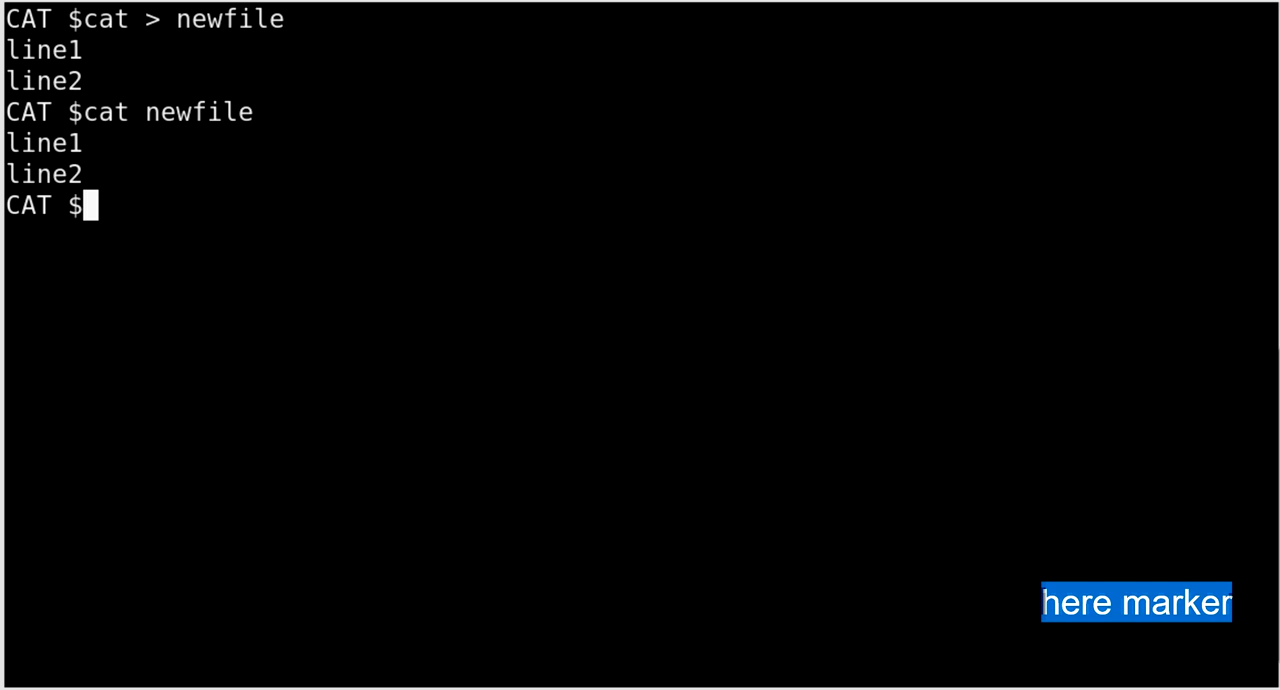 CAT $cat > newfile
line1
line2
CAT $cat newfile
line1
line2
CAT $
here marker